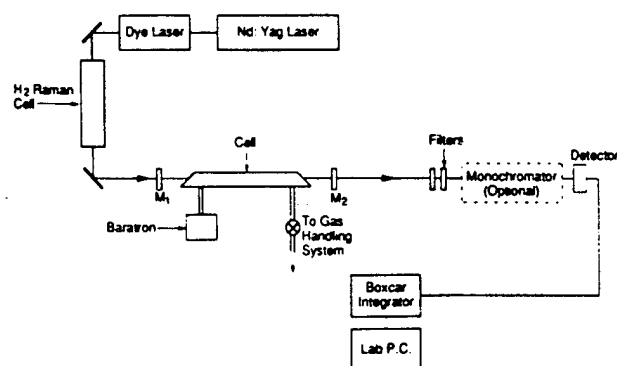 Dye Laser
Nd: Yag Laser
H2 Raman
Cell
Cell
Filters
Detector
Monochromator
(Optional)
M1
M2
Baratron
To Gas
Handling
System
Boxcar
Integrator
Lab P.C.